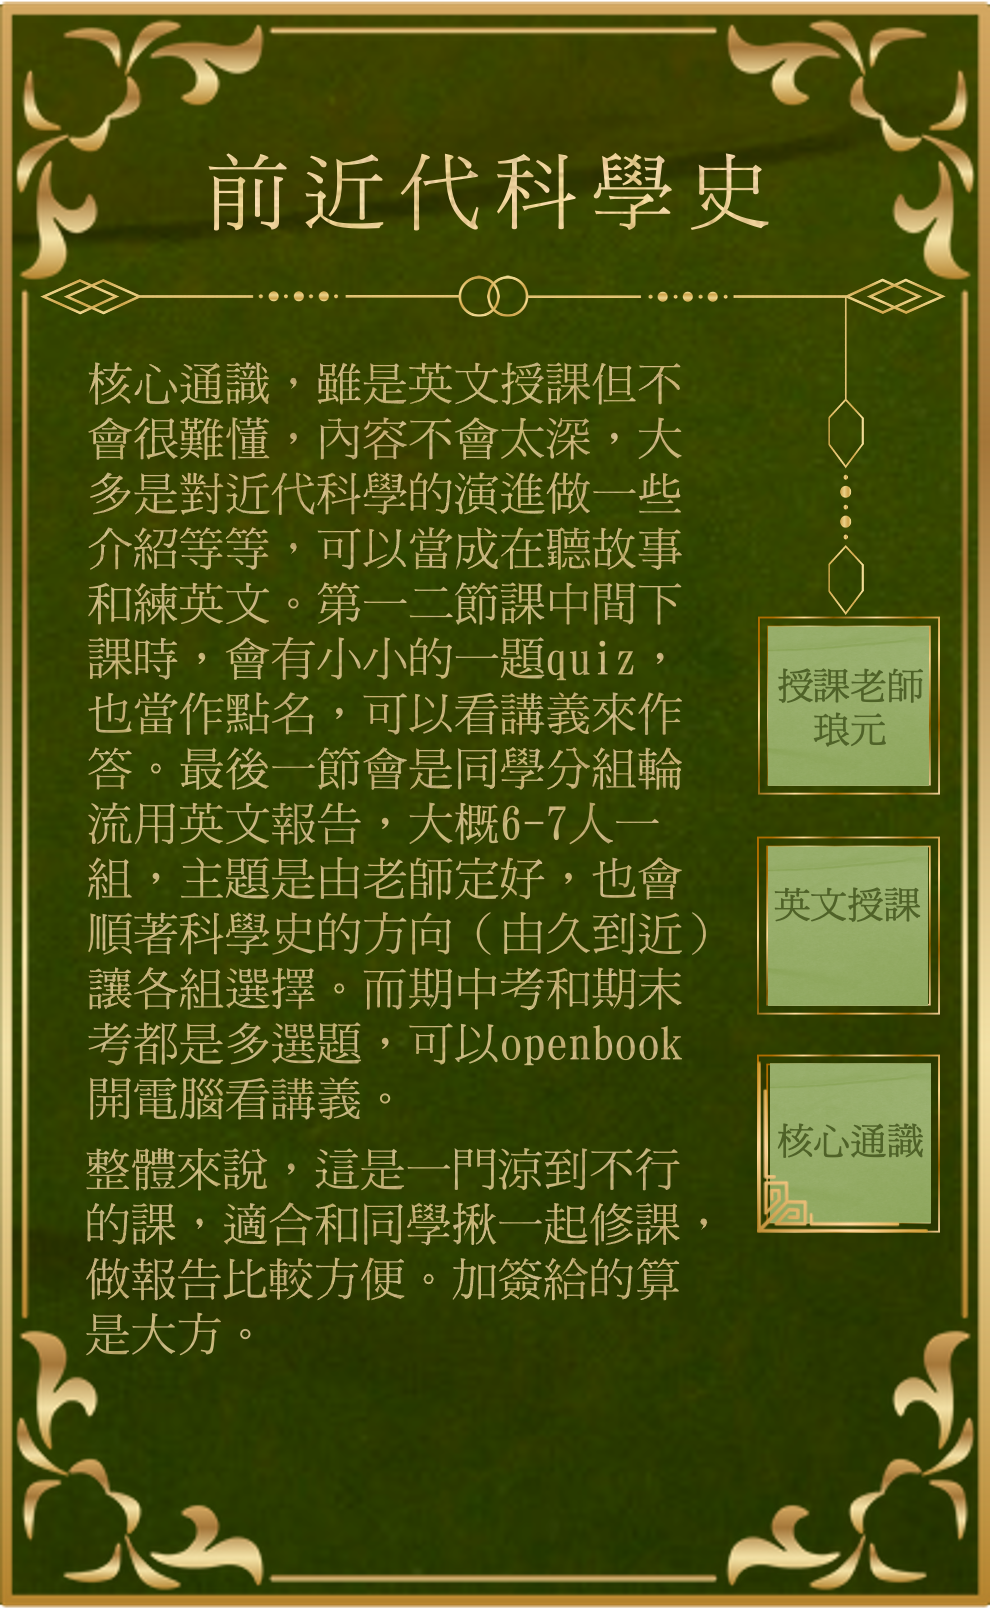 前近代科學史
核心通識，雖是英文授課但不
會很難懂，內容不會太深，大
多是對近代科學的演進做一些
介紹等等，可以當成在聽故事
和練英文。第一二節課中間下
課時，會有小小的一題quiz，
也當作點名，可以看講義來作
答。最後一節會是同學分組輪
流用英文報告，大概6-7人一
組，主題是由老師定好，也會
順著科學史的方向（由久到近）
讓各組選擇。而期中考和期末
考都是多選題，可以openbook
開電腦看講義。
整體來說，這是一門涼到不行
的課，適合和同學揪一起修課，
做報告比較方便。加簽給的算
是大方。
授課老師
琅元
英文授課
核心通識